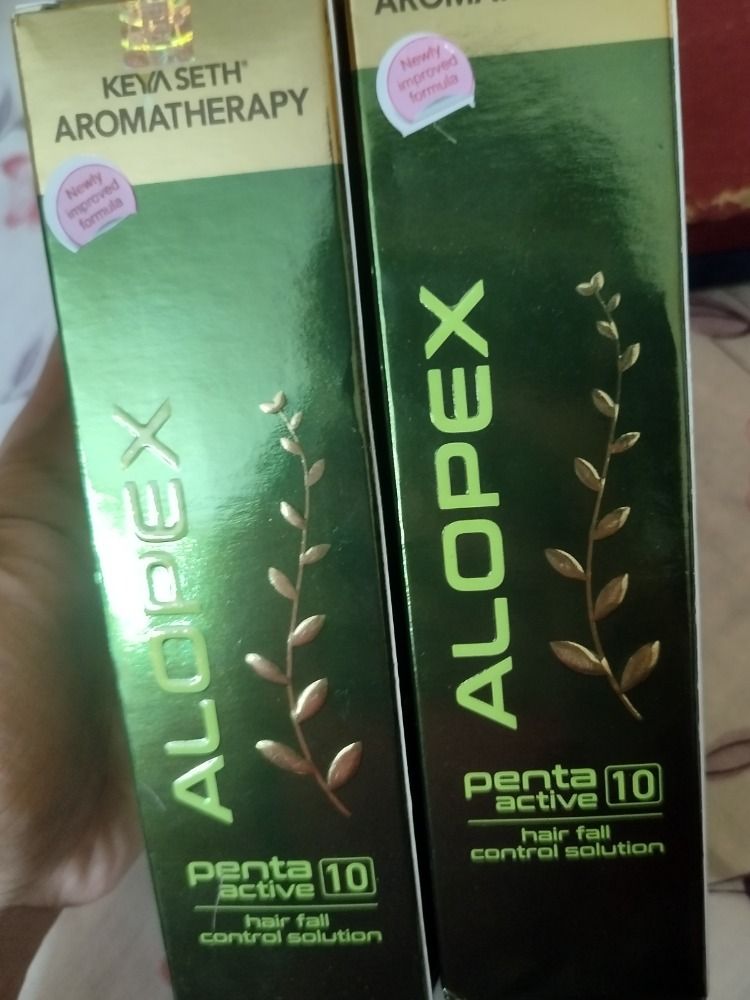 KEYA SETH®
AROMATHERAPY
Newly
improved
formula
ALOPEX
penta
active 10
hair fall
control solution
Newly
improved
formula
ALOPEX
penta
active 10
hair fall
control solution